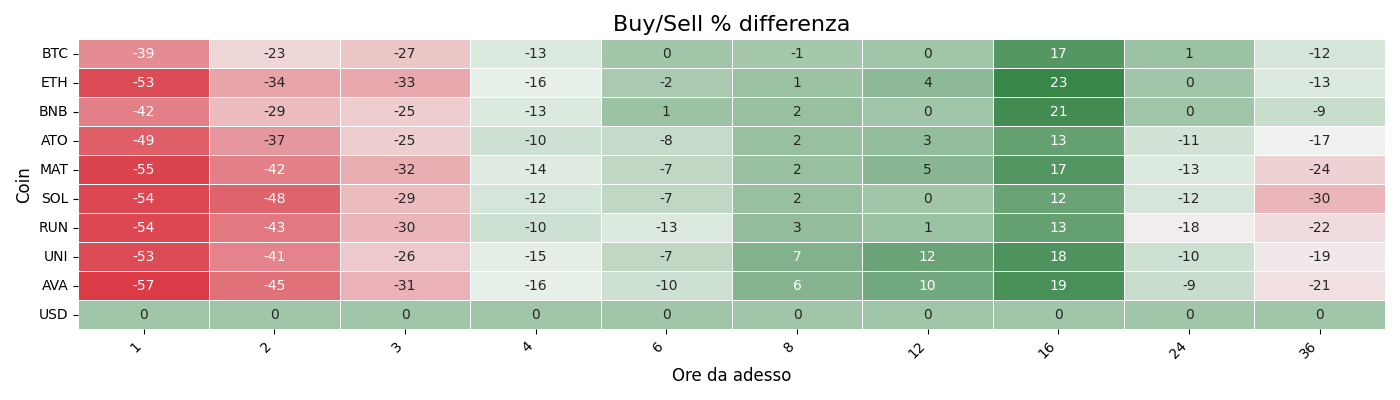 Buy/Sell % differenza
Coin
BTC -39 -23 -27 -13 0 -1 0 17 1 -12
ETH -53 -34 -33 -16 -2 1 4 23 0 -13
BNB -42 -29 -25 -13 1 2 0 21 0 -9
ATO -49 -37 -25 -10 -8 2 3 13 -11 -17
MAT -55 -42 -32 -14 -7 2 5 17 -13 -24
SOL -54 -48 -29 -12 -7 2 0 12 -12 -30
RUN -54 -43 -30 -10 -13 3 1 13 -18 -22
UNI -53 -41 -26 -15 -7 7 12 18 -10 -19
AVA -57 -45 -31 -16 -10 6 10 19 -9 -21
USD 0 0 0 0 0 0 0 0 0 0
1 2 3 4 6 8 12 16 24 36
Ore da adesso